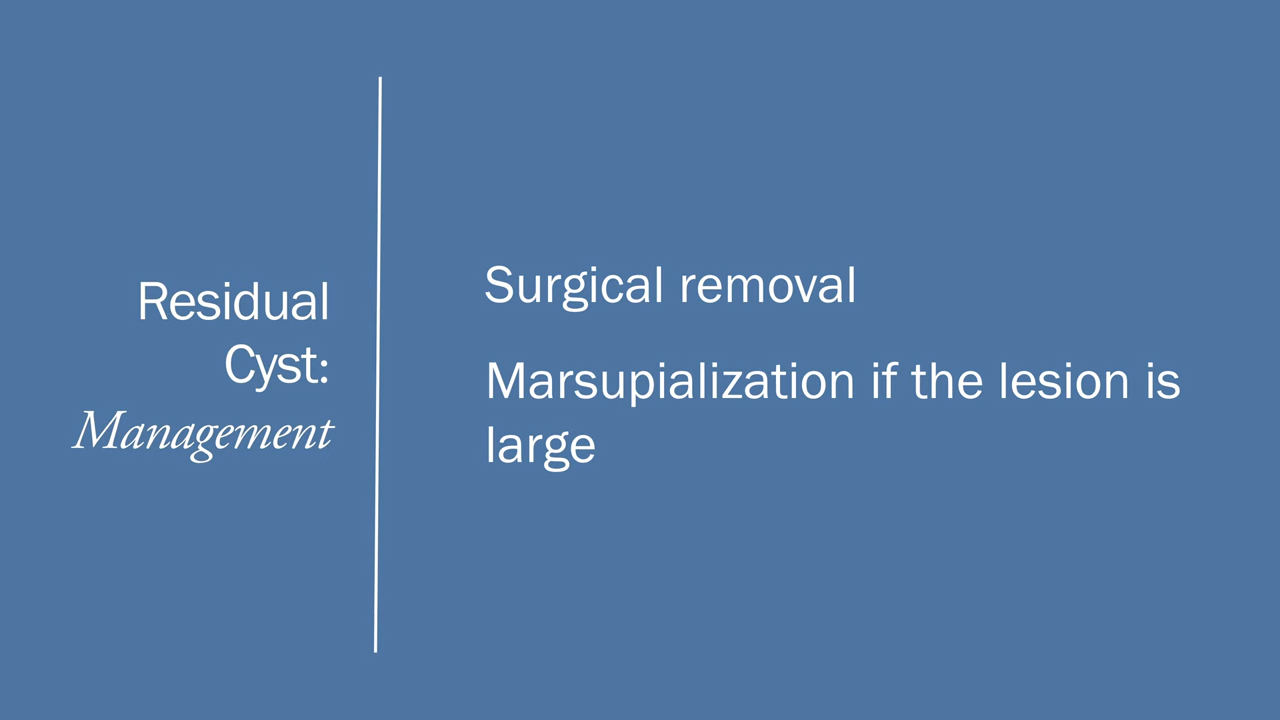 Residual
Cyst:
Management
Surgical removal
Marsupialization if the lesion is
large